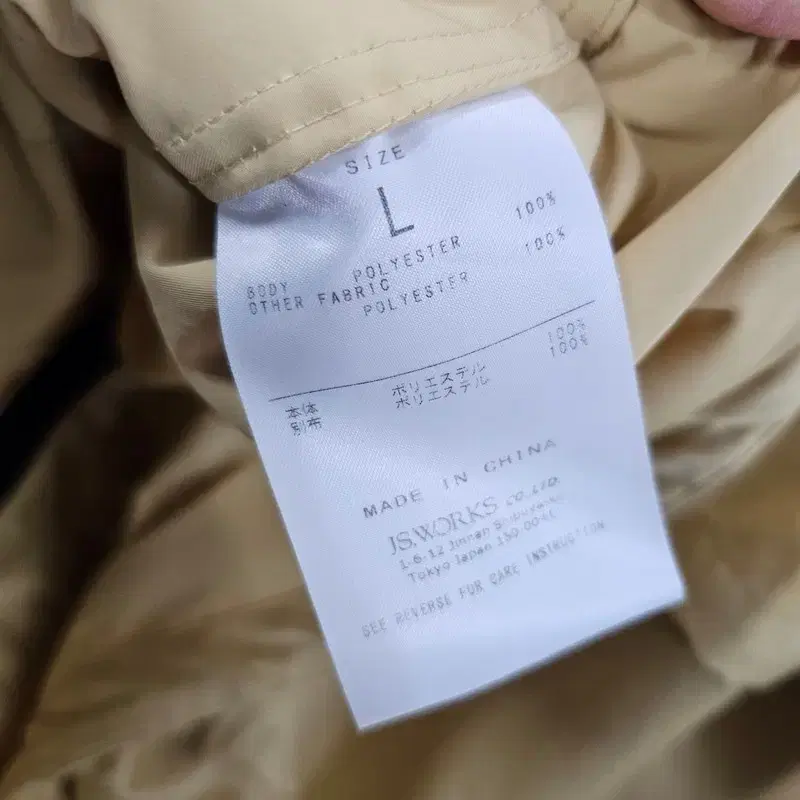 SIZE
L
BODY POLYESTER 100%
OTHER FABRIC
POLYESTER 100%
本体 ポリエステル 100%
別布 ポリエステル 100%
MADE IN CHINA
JS.WORKS CO.,LTD.
1-6-12 Jinnan Shibuya-ku
Tokyo Japan 150-0041
SEE REVERSE FOR CARE INSTRUCTION